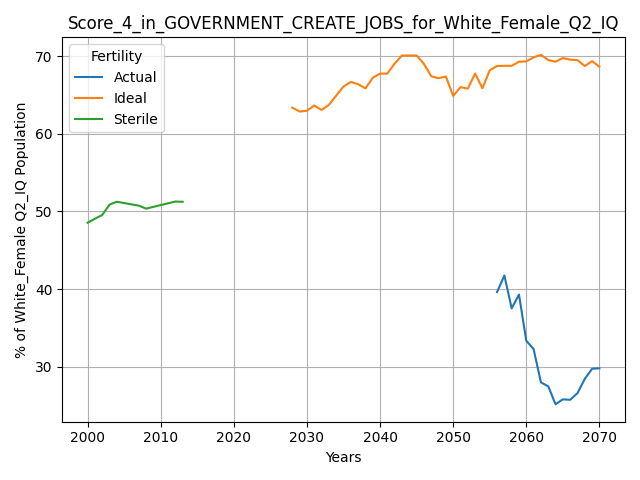 Score_4_in_GOVERNMENT_CREATE_JOBS_for_White_Female_Q2_IQ
Fertility
Actual
Ideal
Sterile
% of White_Female Q2_IQ Population
70
60
50
40
30
2000 2010 2020 2030 2040 2050 2060 2070
Years